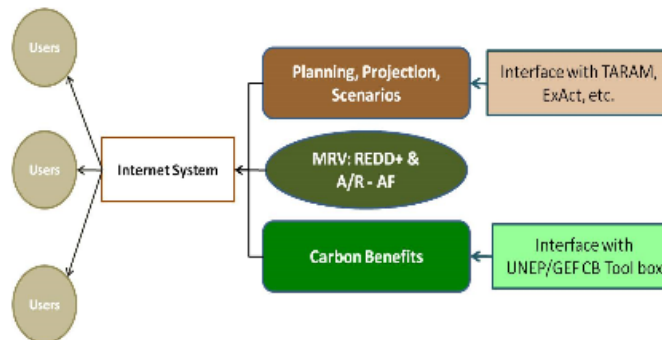 Users
Planning, Projection,
Scenarios
Interface with TARAM,
ExAct, etc.
Users
Internet System
MRV: REDD+ &
A/R - AF
Carbon Benefits
Interface with
UNEP/GEF CB Tool box
Users